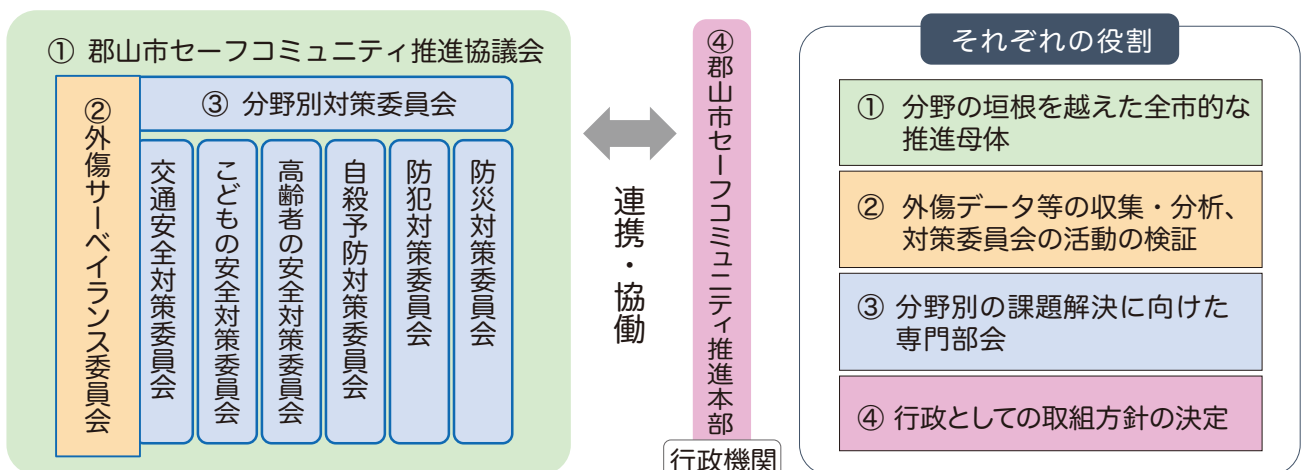 ① 郡山市セーフコミュニティ推進協議会
②外傷サーベイランス委員会
③ 分野別対策委員会
交通安全対策委員会
こどもの安全対策委員会
高齢者の安全対策委員会
自殺予防対策委員会
防犯対策委員会
防災対策委員会
連携・協働
④郡山市セーフコミュニティ推進本部
行政機関
それぞれの役割
① 分野の垣根を越えた全市的な
推進母体
② 外傷データ等の収集・分析、
対策委員会の活動の検証
③ 分野別の課題解決に向けた
専門部会
④ 行政としての取組方針の決定